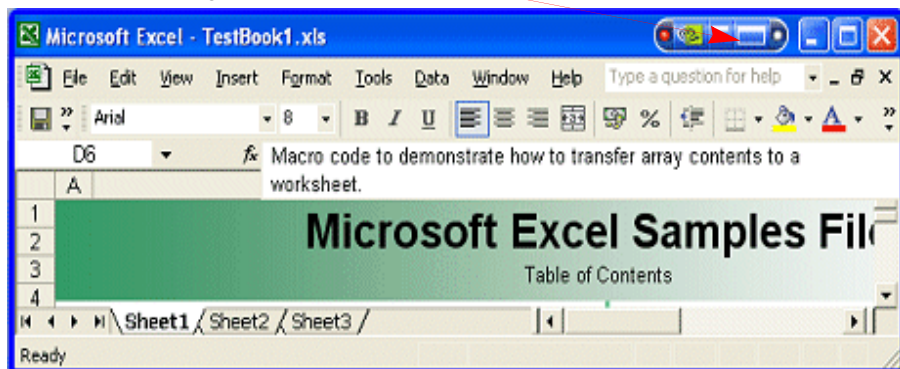 Microsoft Excel - TestBook1.xls
File Edit View Insert Format Tools Data Window Help Type a question for help
Arial 8 B I U %
D6 fx Macro code to demonstrate how to transfer array contents to a
worksheet.
A
1
Microsoft Excel Samples File
2
3 Table of Contents
4
Sheet1 Sheet2 Sheet3
Ready